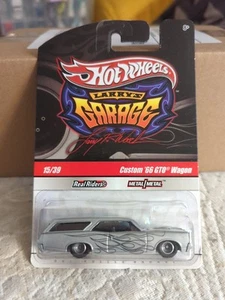 Hot Wheels
LARRY'S
GARAGE
15/39
Custom '66 GTO® Wagon
Real Riders®
METAL/METAL